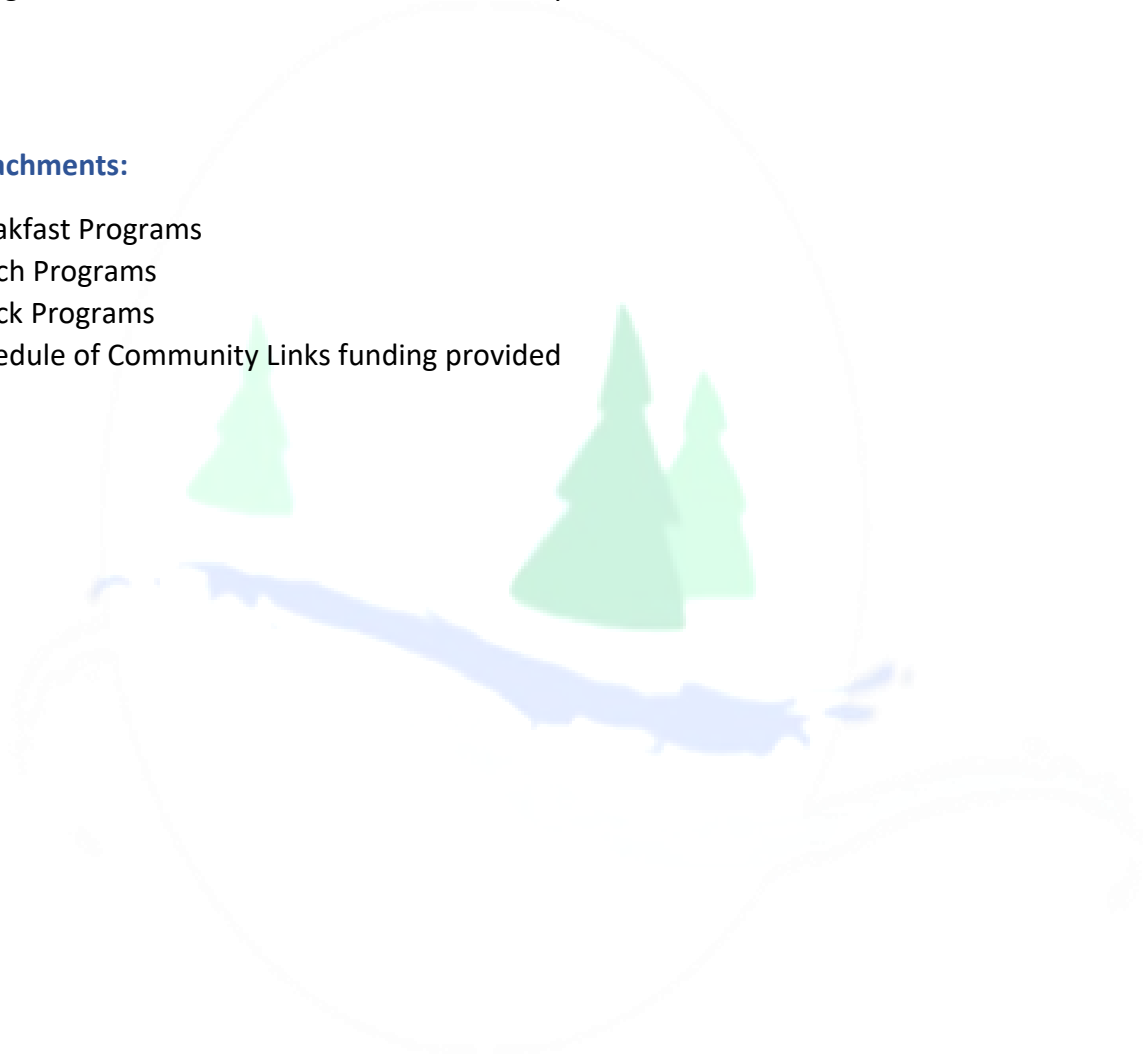 achments:
akfast Programs
ch Programs
ck Programs
edule of Community Links funding provided